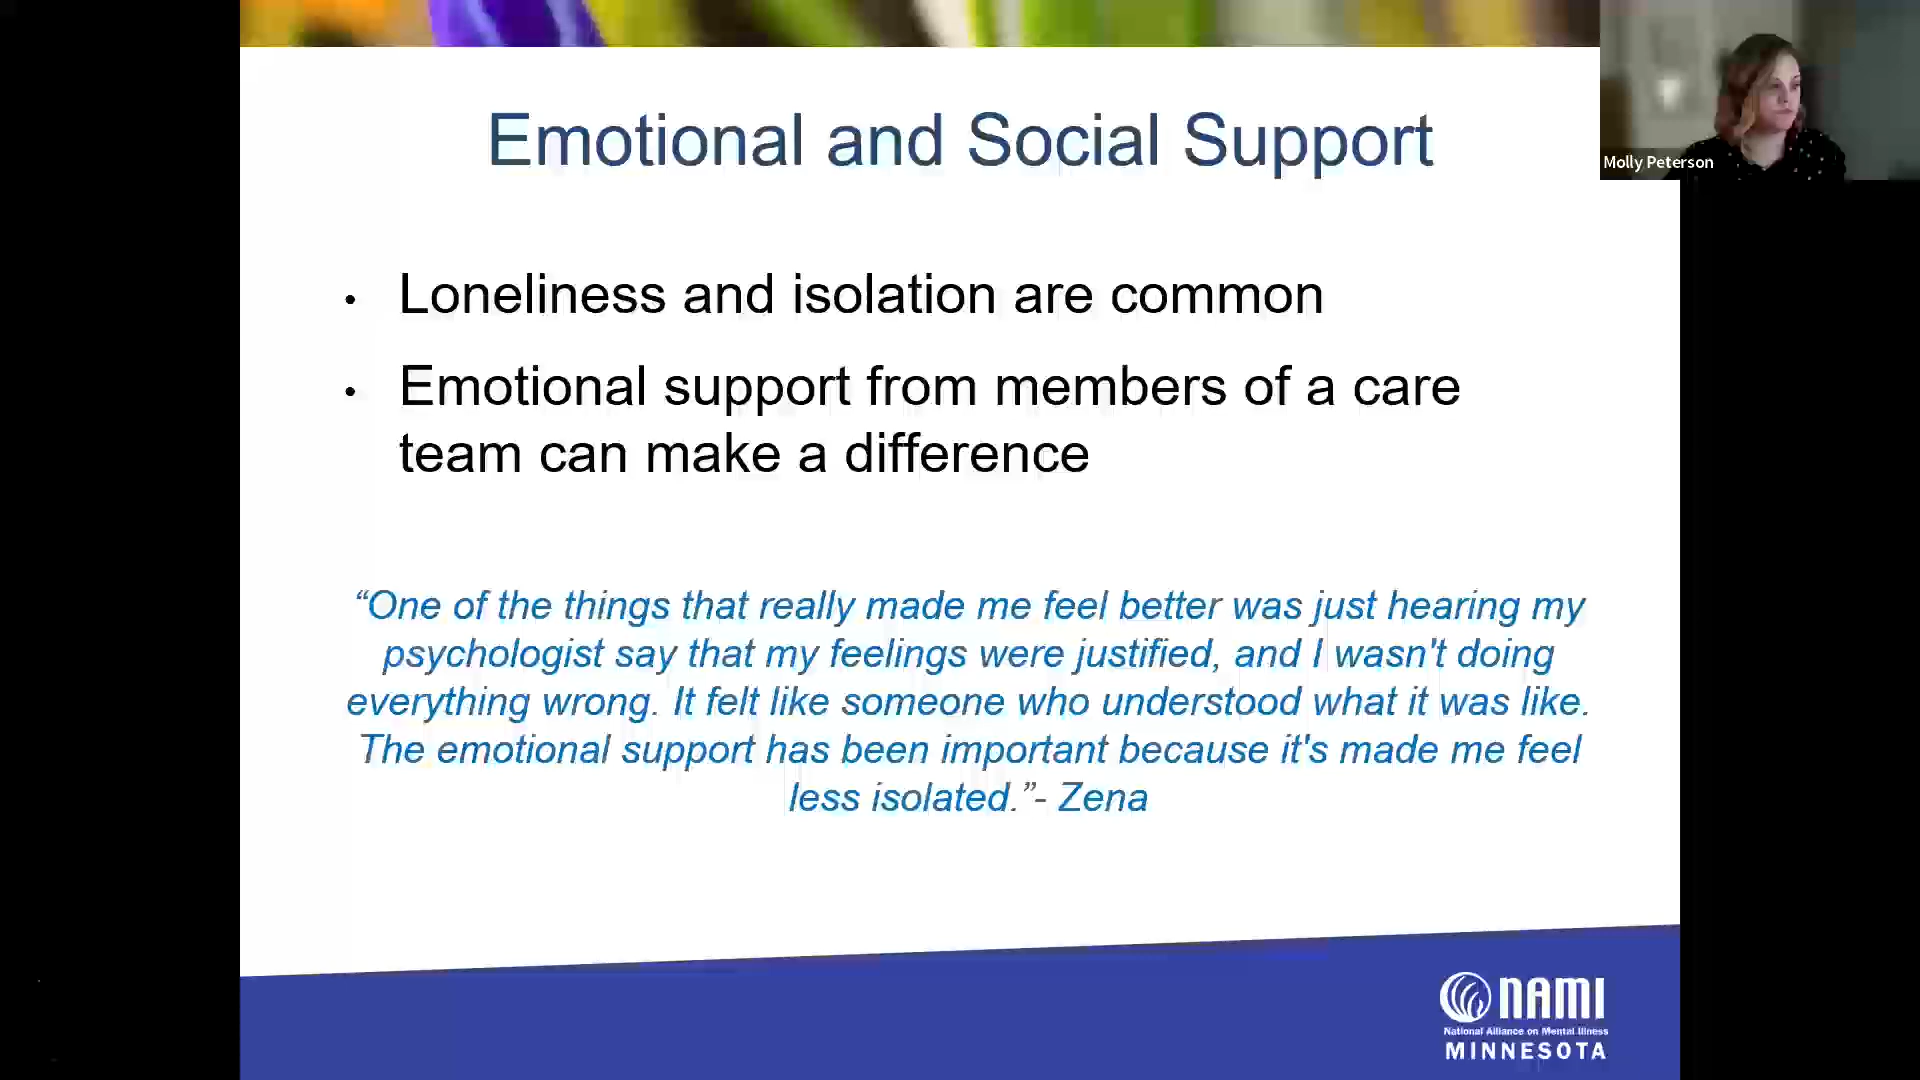 Emotional and Social Support
Molly Peterson
• Loneliness and isolation are common
• Emotional support from members of a care
team can make a difference
“One of the things that really made me feel better was just hearing my
psychologist say that my feelings were justified, and I wasn't doing
everything wrong. It felt like someone who understood what it was like.
The emotional support has been important because it's made me feel
less isolated.”- Zena
NAMI
National Alliance on Mental Illness
MINNESOTA